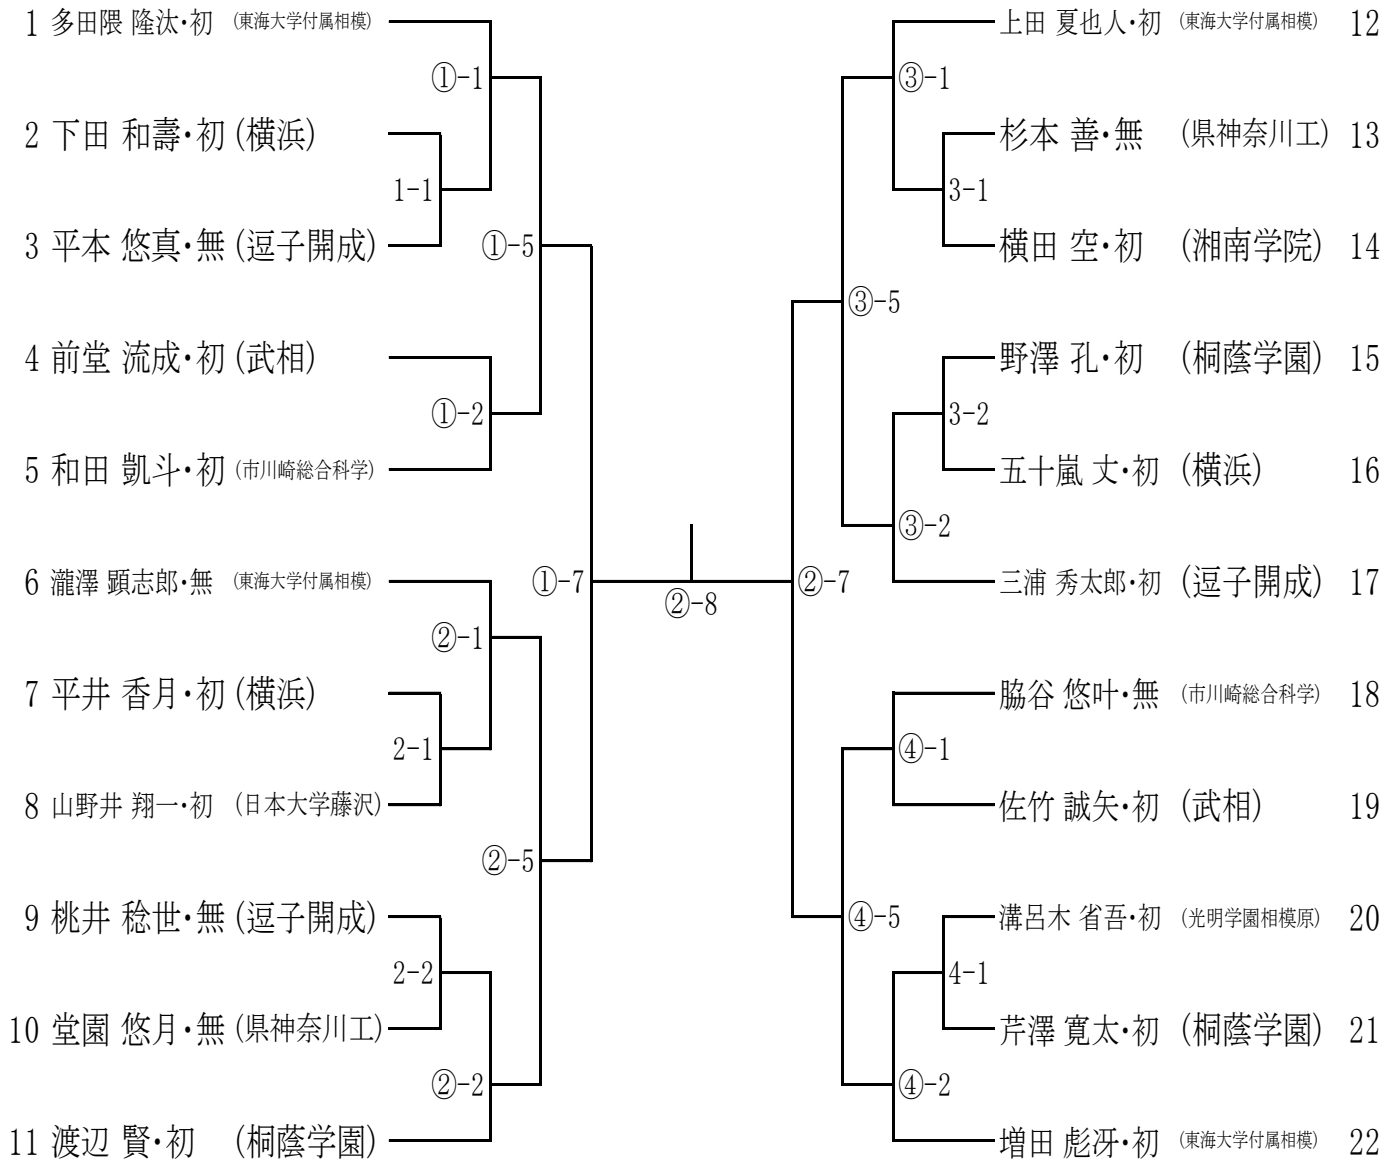 1 多田隈 隆汰・初 (東海大学付属相模)
①-1
2 下田 和壽・初 (横浜)
1-1
3 平本 悠真・無 (逗子開成)
①-5
4 前堂 流成・初 (武相)
①-2
5 和田 凱斗・初 (市川崎総合科学)
6 瀧澤 顕志郎・無 (東海大学付属相模)
①-7
②-1
7 平井 香月・初 (横浜)
2-1
8 山野井 翔一・初 (日本大学藤沢)
②-5
9 桃井 稔世・無 (逗子開成)
2-2
10 堂園 悠月・無 (県神奈川工)
②-2
11 渡辺 賢・初 (桐蔭学園)
②-8
上田 夏也人・初 (東海大学付属相模) 12
③-1
杉本 善・無 (県神奈川工) 13
3-1
横田 空・初 (湘南学院) 14
③-5
野澤 孔・初 (桐蔭学園) 15
3-2
五十嵐 丈・初 (横浜) 16
③-2
三浦 秀太郎・初 (逗子開成) 17
②-7
脇谷 悠叶・無 (市川崎総合科学) 18
④-1
佐竹 誠矢・初 (武相) 19
④-5
溝呂木 省吾・初 (光明学園相模原) 20
4-1
芹澤 寛太・初 (桐蔭学園) 21
④-2
増田 彪冴・初 (東海大学付属相模) 22